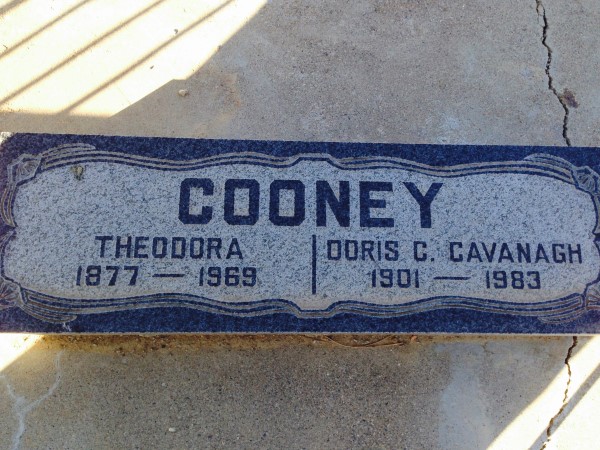 COONEY
THEODORA
1877 — 1969
DORIS C. CAVANAGH
1901 — 1983